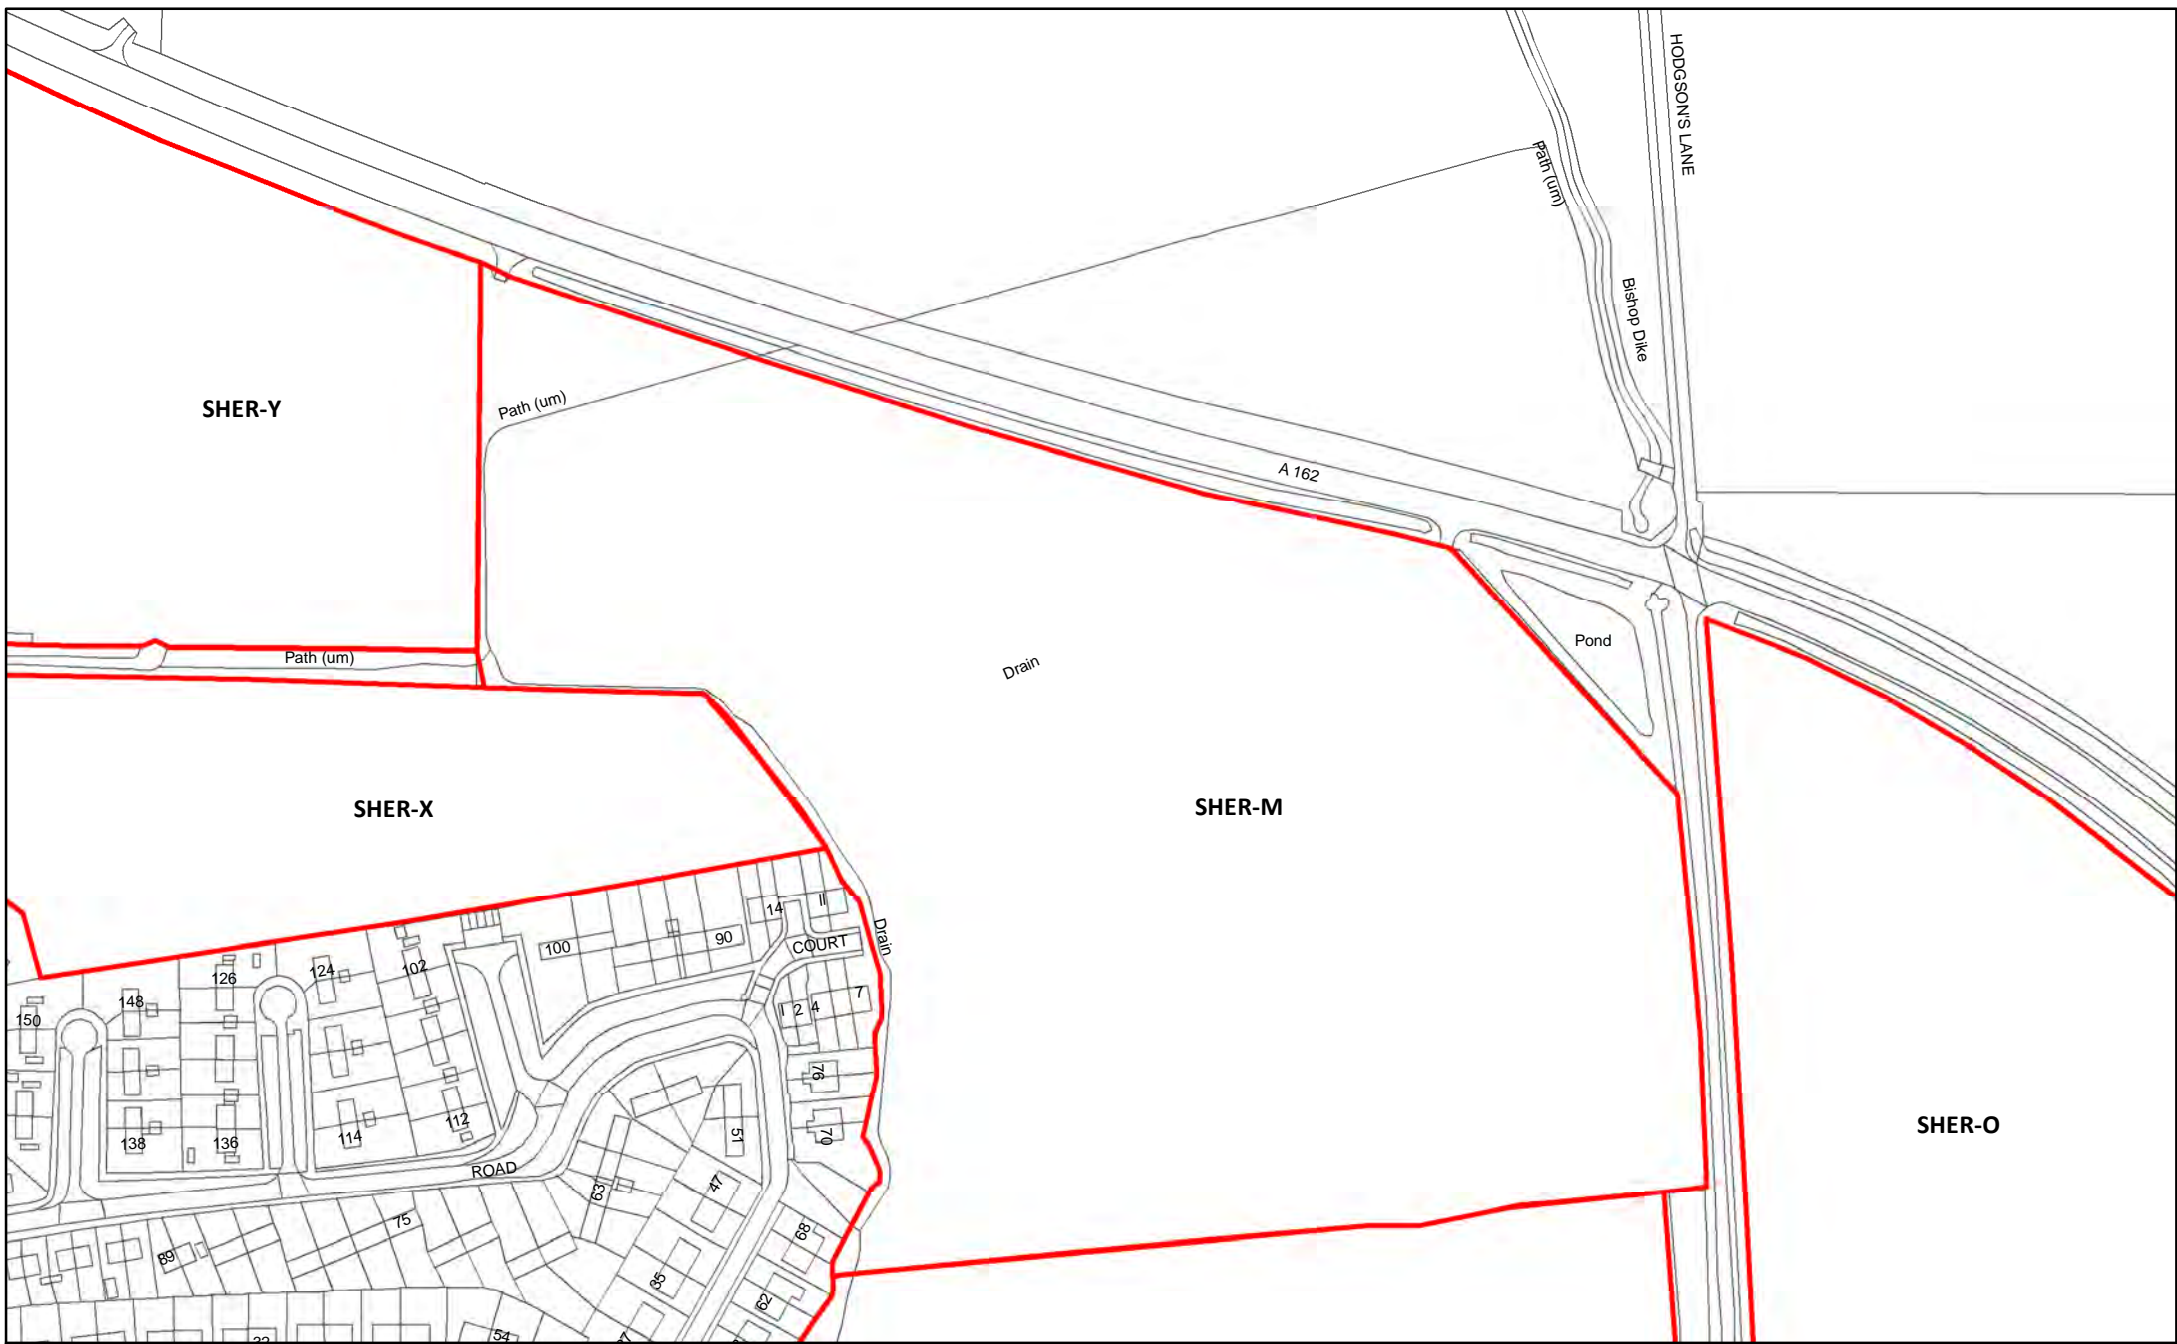 HODGSON'S LANE
Path (um)
Bishop Dike
SHER-Y
Path (um)
A 162
Path (um)
Drain
Pond
SHER-X
SHER-M
SHER-O
14
II
100
90
COURT
Drain
126
124
102
148
150
I
2
4
7
76
70
138
136
114
112
51
ROAD
63
47
75
68
89
35
62
54